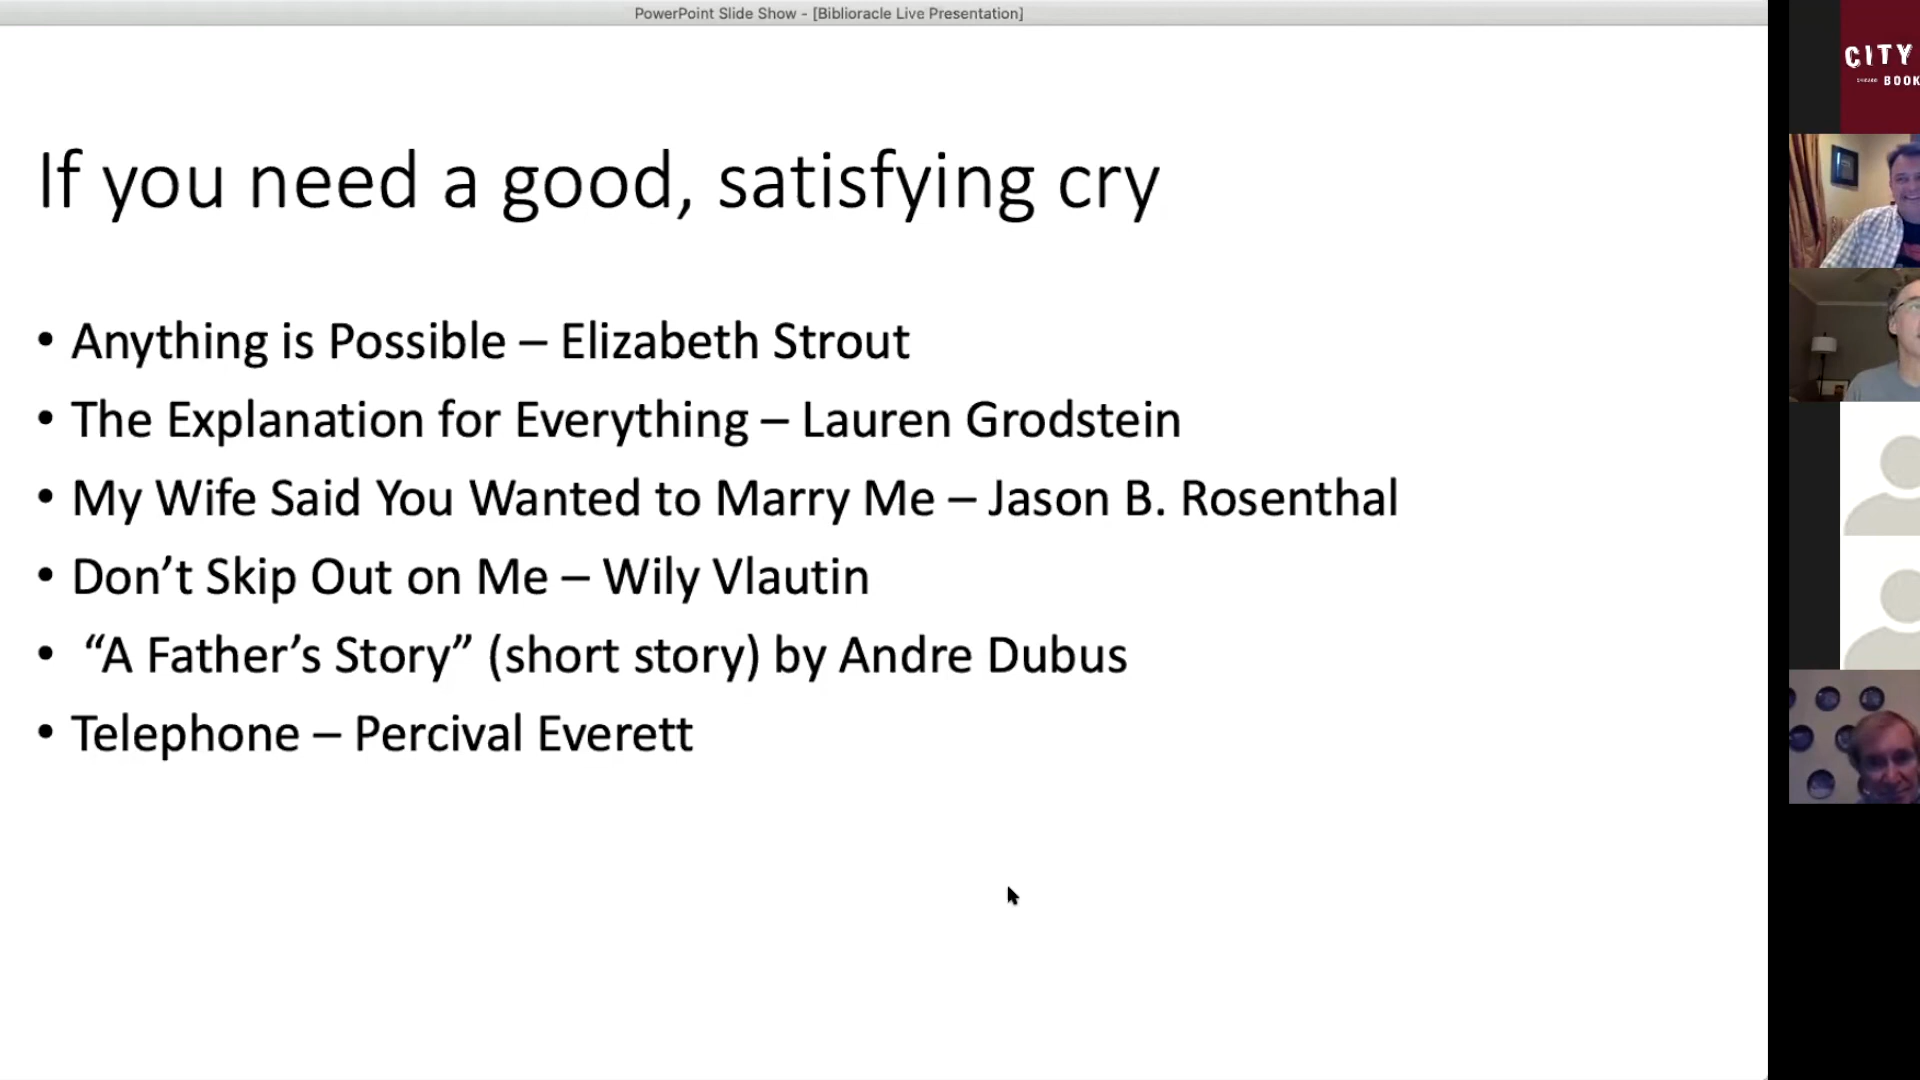 PowerPoint Slide Show - [Biblioracle Live Presentation]
If you need a good, satisfying cry
• Anything is Possible – Elizabeth Strout
• The Explanation for Everything – Lauren Grodstein
• My Wife Said You Wanted to Marry Me – Jason B. Rosenthal
• Don’t Skip Out on Me – Wily Vlautin
• “A Father’s Story” (short story) by Andre Dubus
• Telephone – Percival Everett
CITY
BOOK